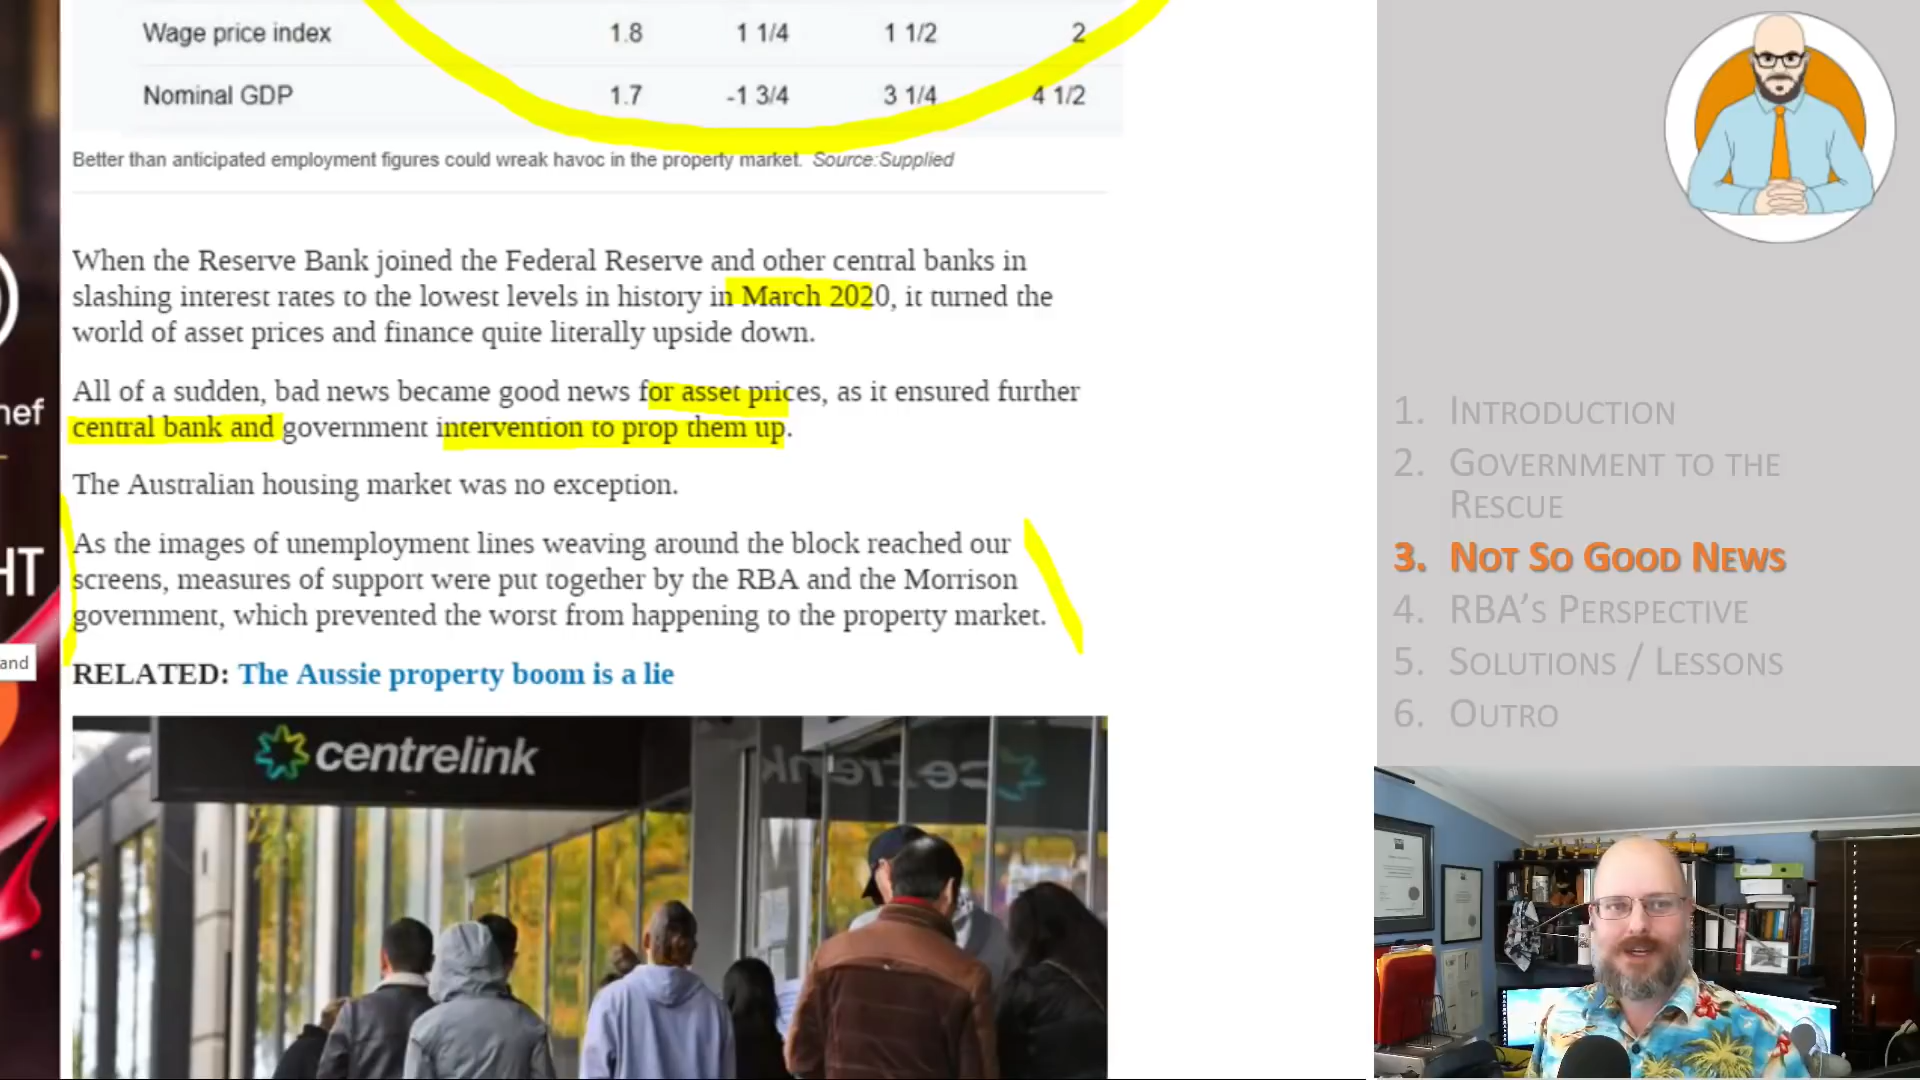 Wage price index 1.8 1 1/4 1 1/2 2
Nominal GDP 1.7 -1 3/4 3 1/4 4 1/2
Better than anticipated employment figures could wreak havoc in the property market. Source:Supplied
When the Reserve Bank joined the Federal Reserve and other central banks in
slashing interest rates to the lowest levels in history in March 2020, it turned the
world of asset prices and finance quite literally upside down.
All of a sudden, bad news became good news for asset prices, as it ensured further
central bank and government intervention to prop them up.
The Australian housing market was no exception.
As the images of unemployment lines weaving around the block reached our
screens, measures of support were put together by the RBA and the Morrison
government, which prevented the worst from happening to the property market.
RELATED: The Aussie property boom is a lie
centrelink
hef
HT
and
1. INTRODUCTION
2. GOVERNMENT TO THE
RESCUE
3. NOT SO GOOD NEWS
4. RBA'S PERSPECTIVE
5. SOLUTIONS / LESSONS
6. OUTRO